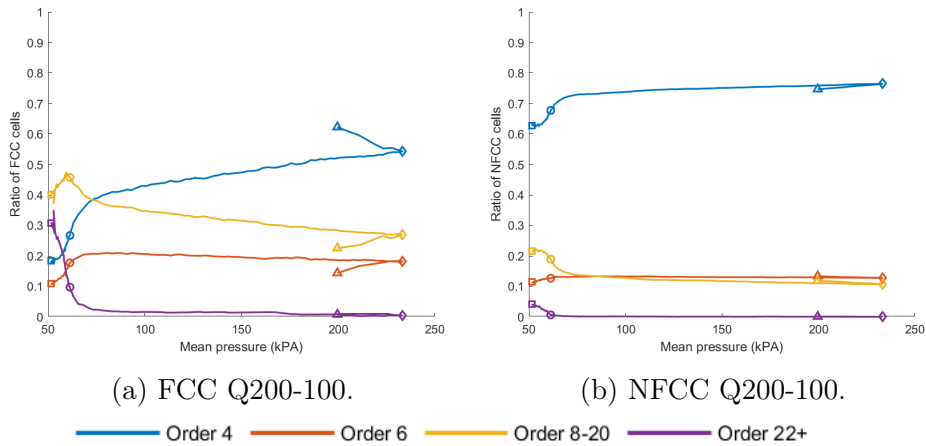 1
0.9
0.8
0.7
0.6
0.5
0.4
0.3
0.2
0.1
0
Ratio of FCC cells
50 100 150 200 250
Mean pressure (kPA)
(a) FCC Q200-100.
1
0.9
0.8
0.7
0.6
0.5
0.4
0.3
0.2
0.1
0
Ratio of NFCC cells
50 100 150 200 250
Mean pressure (kPA)
(b) NFCC Q200-100.
Order 4 Order 6 Order 8-20 Order 22+